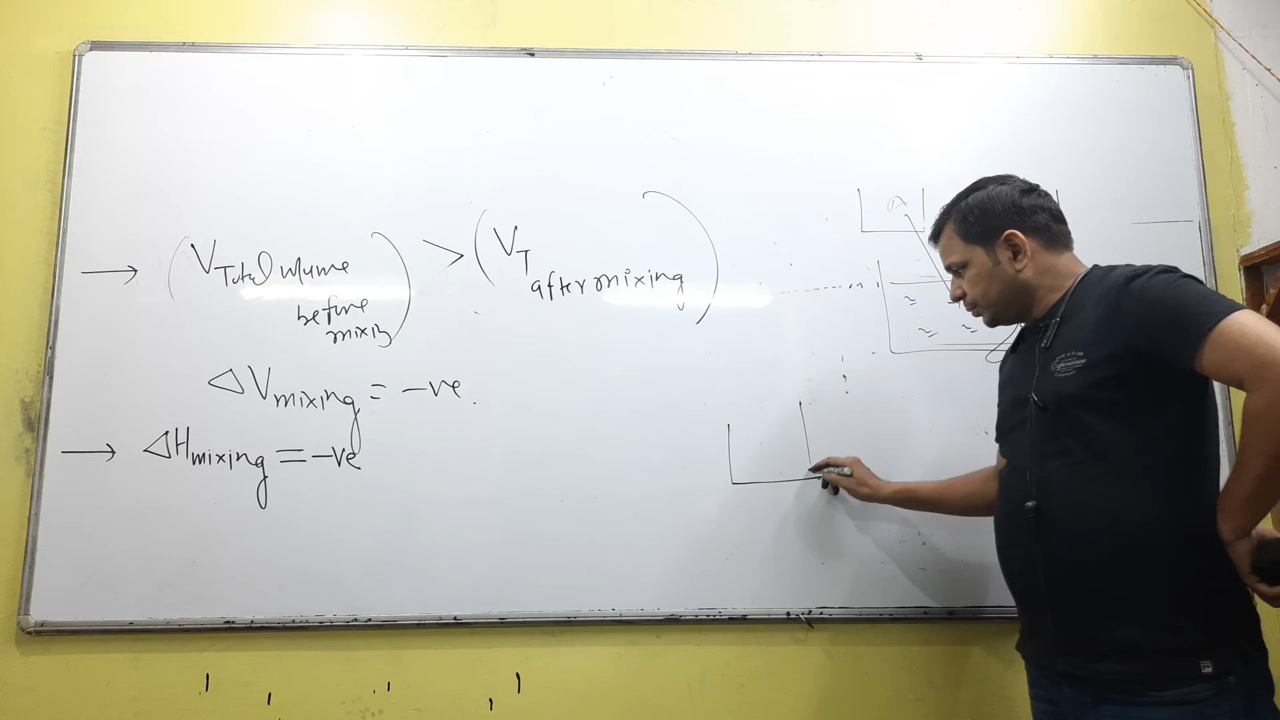 → (V Total volume before mixing) > (V T after mixing)
ΔV mixing = -ve.
→ ΔH mixing = -ve